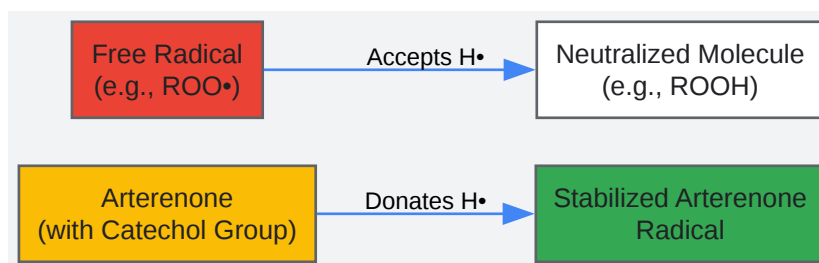 Free Radical
(e.g., ROO•)
Accepts H•
Neutralized Molecule
(e.g., ROOH)
Arterenone
(with Catechol Group)
Donates H•
Stabilized Arterenone
Radical